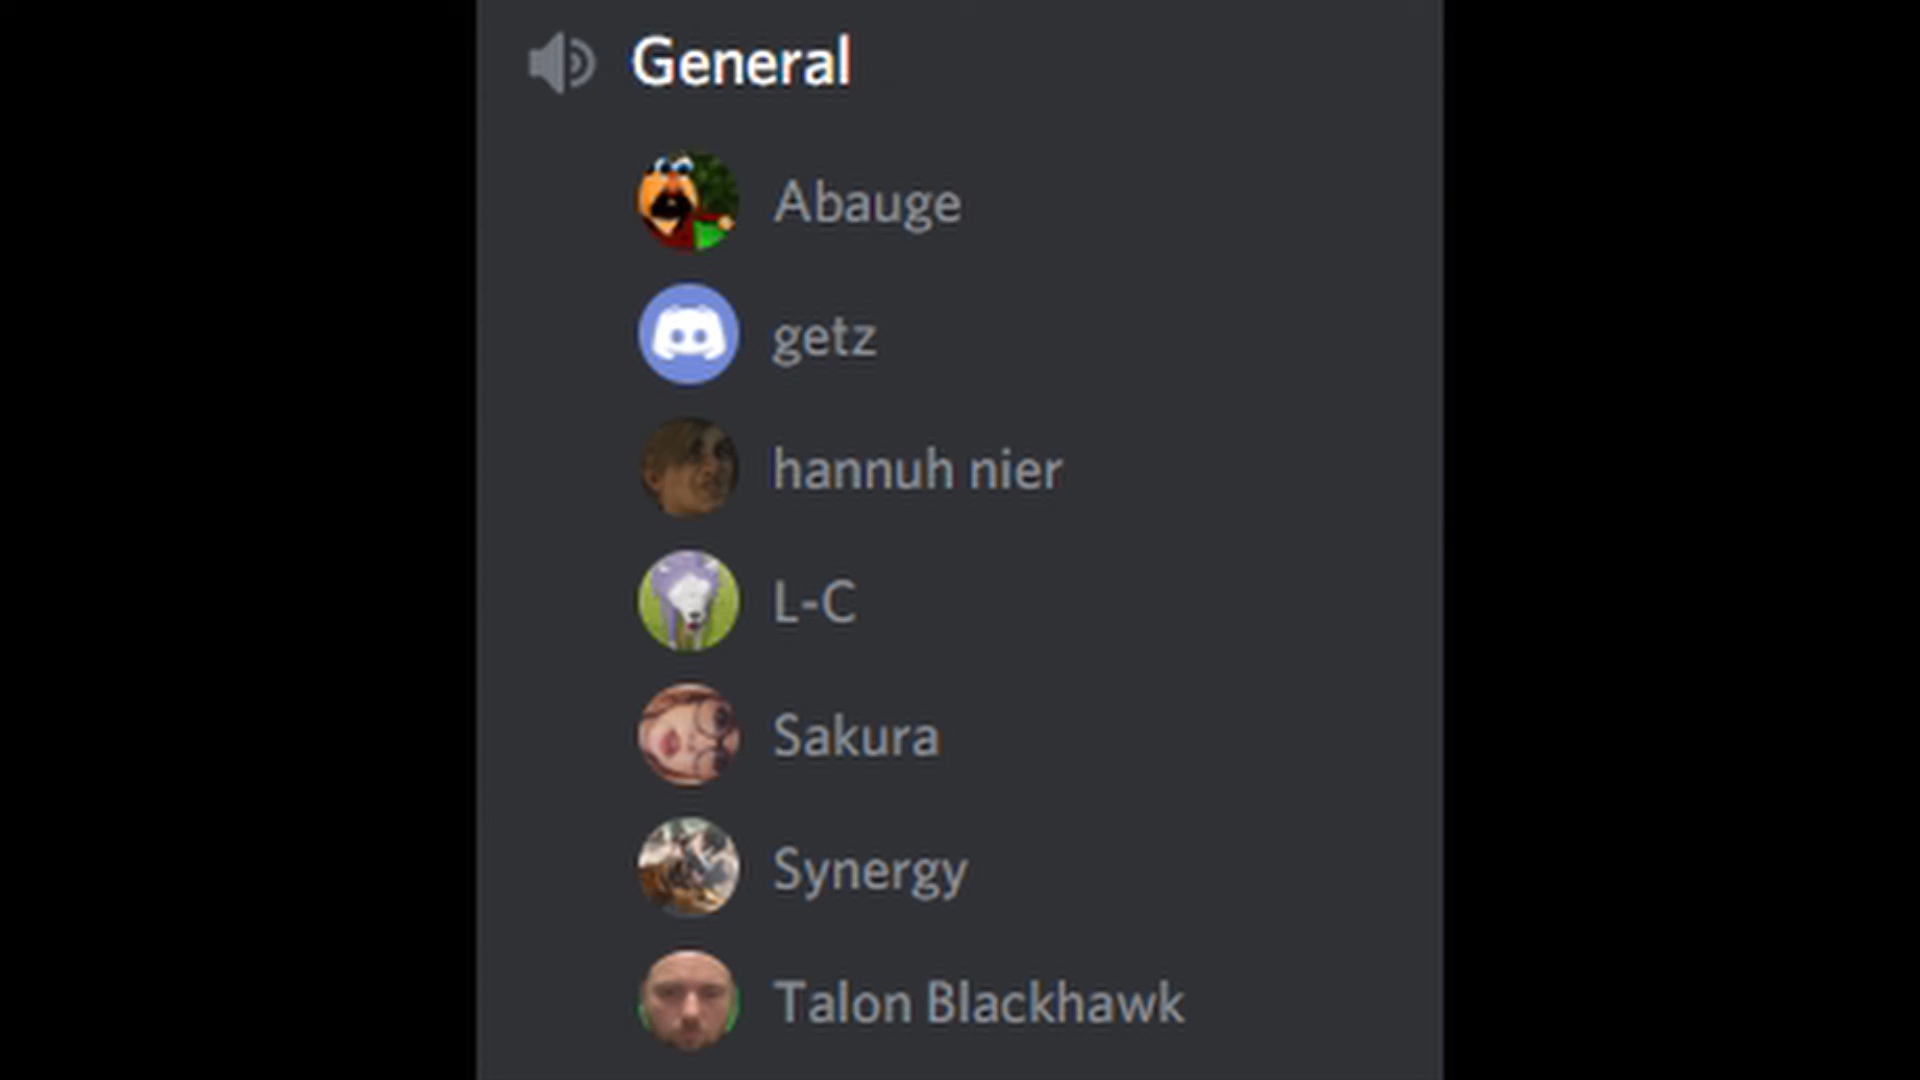 General
Abauge
getz
hannuh nier
L-C
Sakura
Synergy
Talon Blackhawk